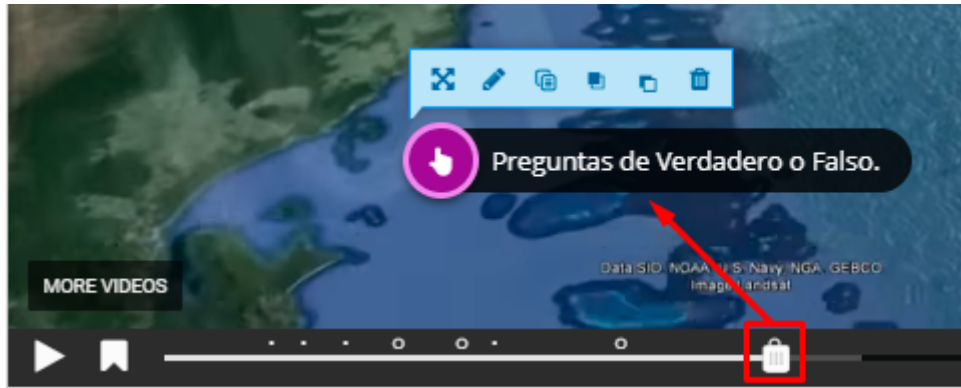 Preguntas de Verdadero o Falso.
Data SIO, NOAA, U.S. Navy, NGA, GEBCO
Image Landsat
MORE VIDEOS